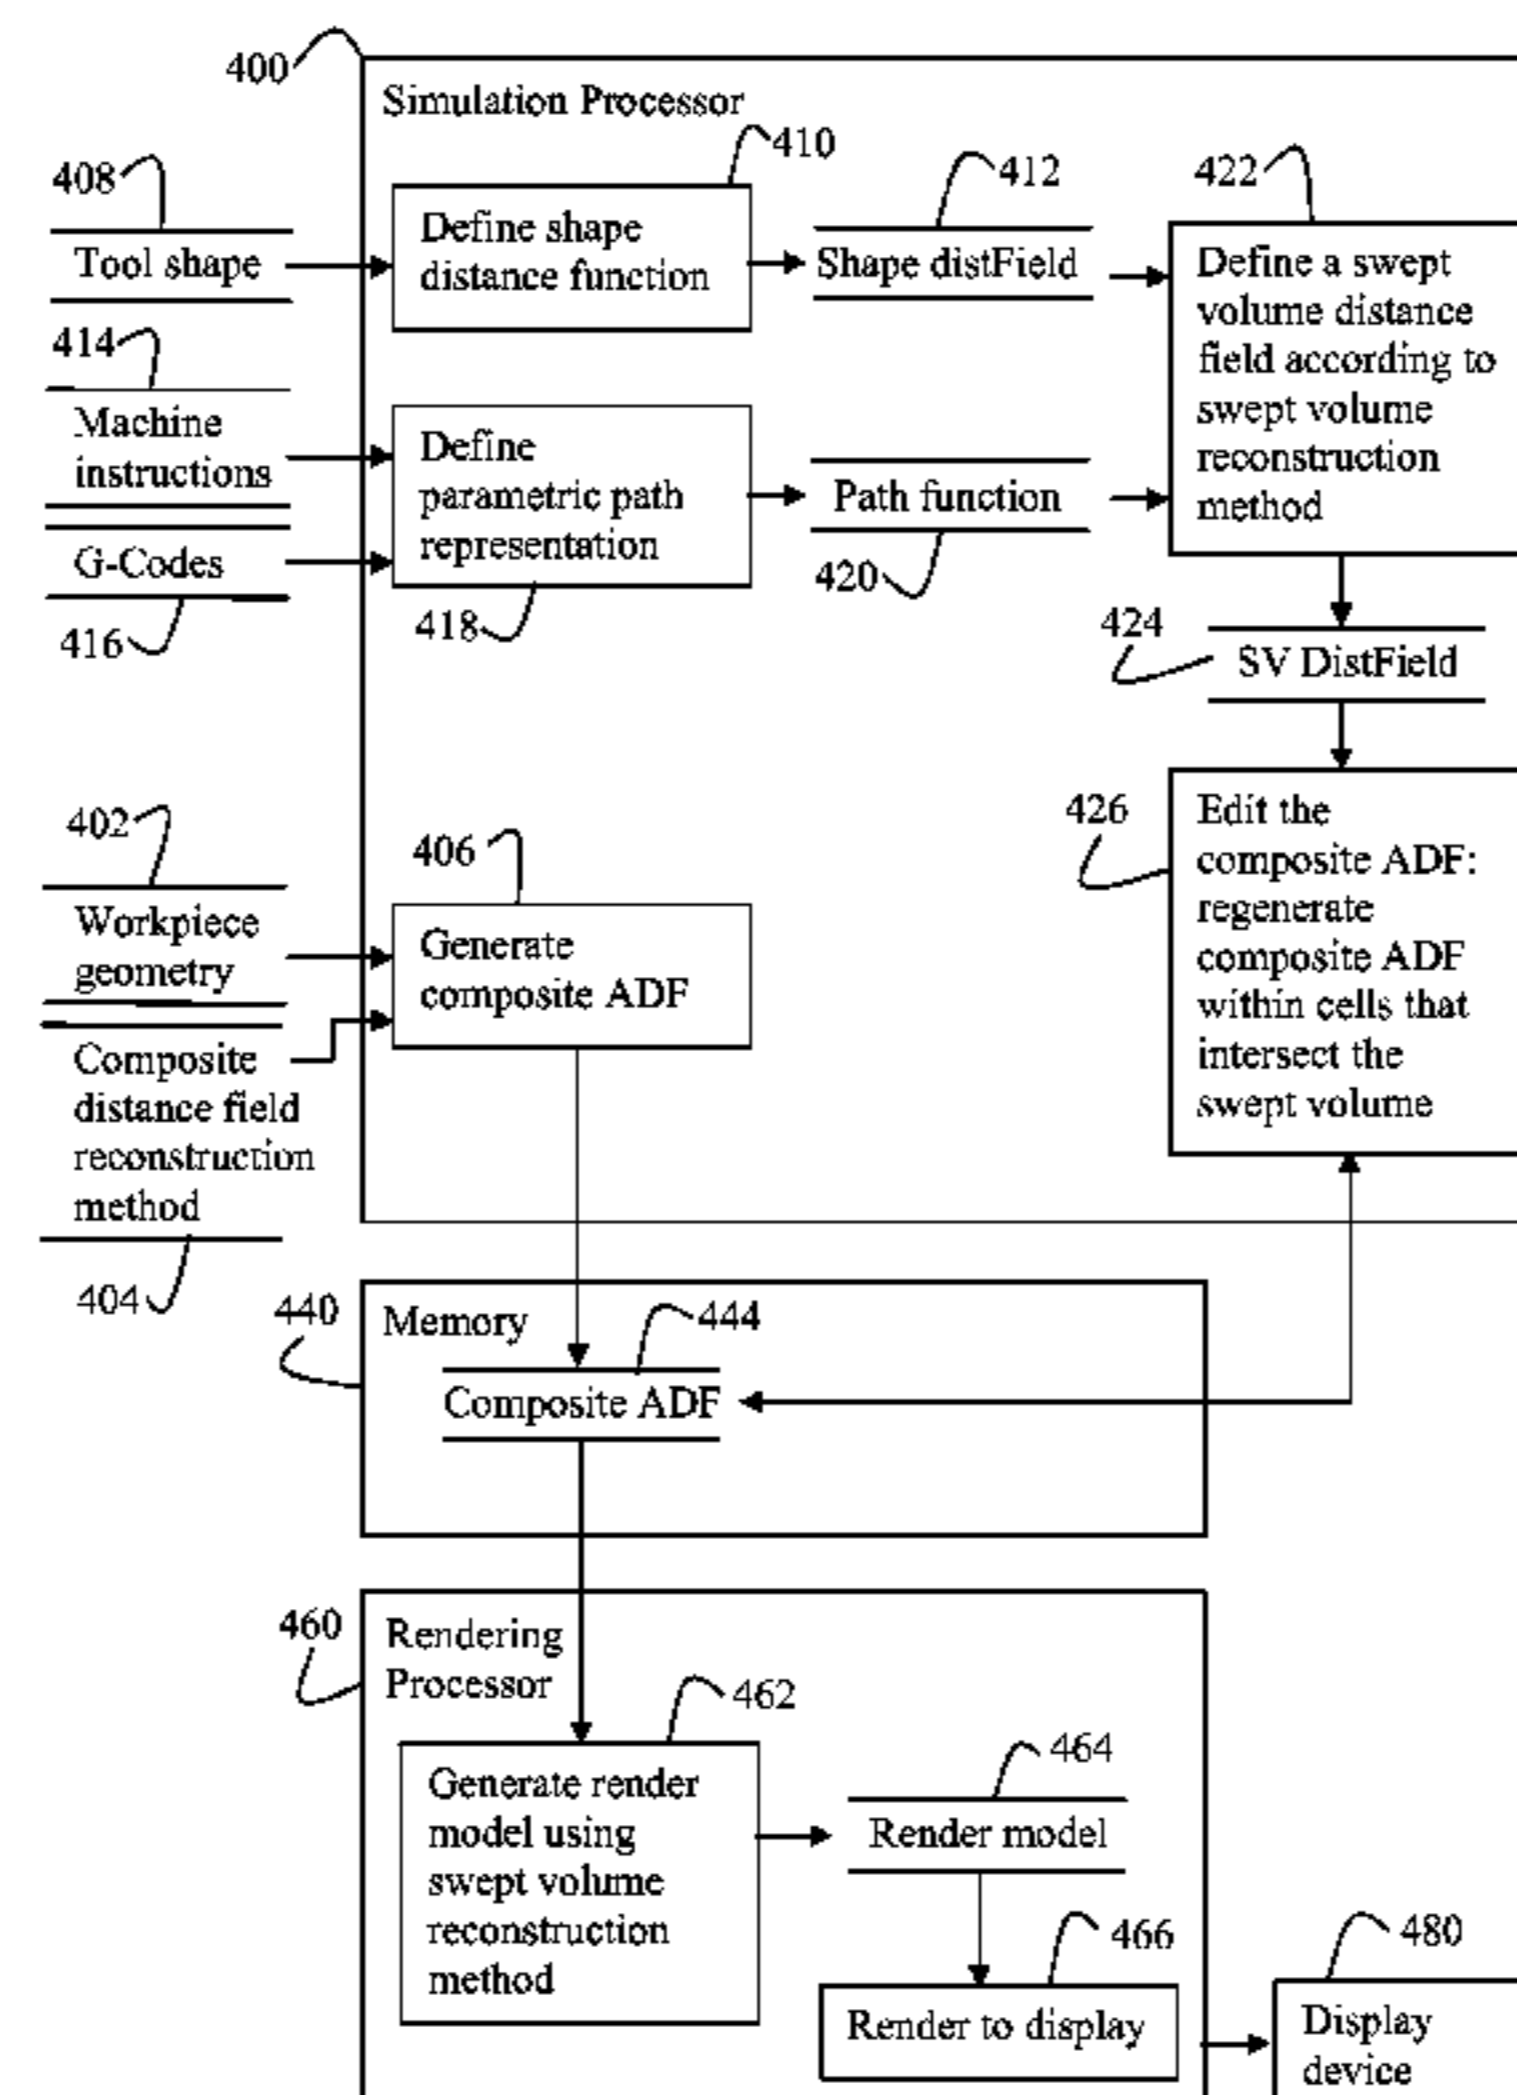 400
Simulation Processor
410
408
412
422
Tool shape
Define shape
distance function
Shape distField
Define a swept
volume distance
field according to
swept volume
reconstruction
method
414
Machine
instructions
Define
parametric path
representation
Path function
G-Codes
420
418
416
424
SV DistField
402
406
426
Edit the
composite ADF:
regenerate
composite ADF
within cells that
intersect the
swept volume
Workpiece
geometry
Generate
composite ADF
Composite
distance field
reconstruction
method
404
440
Memory
444
Composite ADF
460
Rendering
Processor
462
464
Generate render
model using
swept volume
reconstruction
method
Render model
466
480
Render to display
Display
device